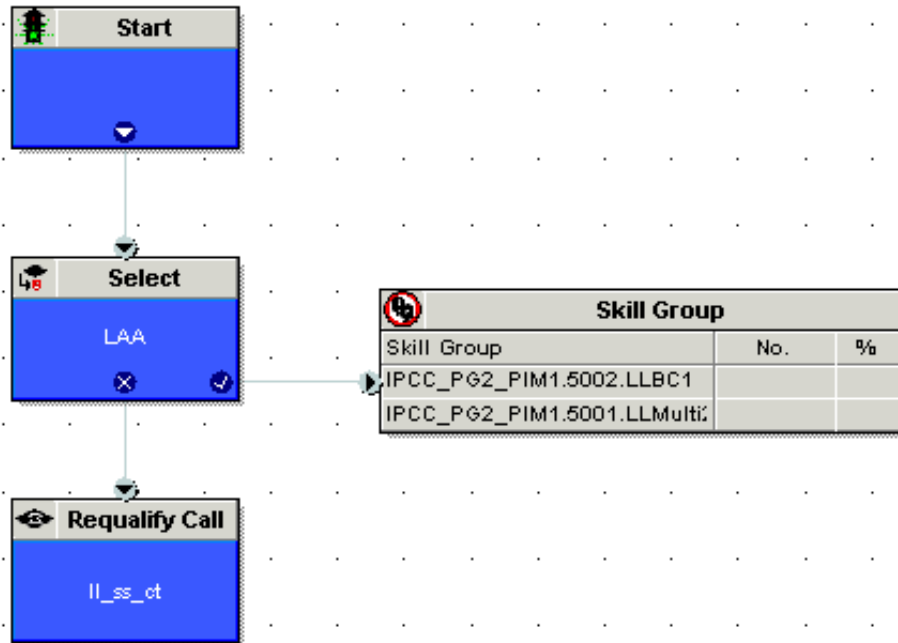 Start
Select
LAA
Skill Group
Skill Group No. %
IPCC_PG2_PIM1.5002.LLBC1
IPCC_PG2_PIM1.5001.LLMulti
Requalify Call
ll_ss_ct